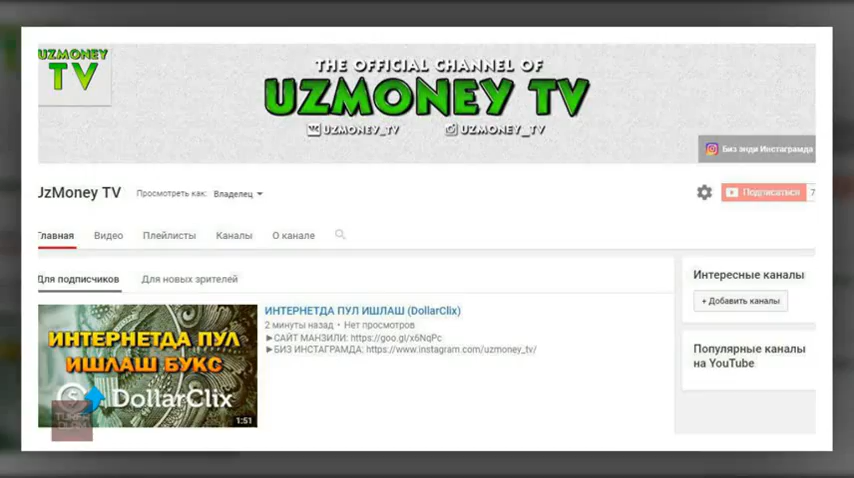 UZMONEY
TV
THE OFFICIAL CHANNEL OF
UZMONEY TV
UZMONEY_TV
UZMONEY_TV
Биз энди Инстаграмда
UzMoney TV
Просмотреть как: Владелец
Подписаться 7
Главная Видео Плейлисты Каналы О канале
Для подписчиков Для новых зрителей
Интересные каналы
+ Добавить каналы
Популярные каналы
на YouTube
ИНТЕРНЕТДА ПУЛ ИШЛАШ (DollarClix)
2 минуты назад • Нет просмотров
►САЙТ МАНЗИЛИ: https://goo.gl/x6NqPc
►БИЗ ИНСТАГРАМДА: https://www.instagram.com/uzmoney_tv/
ИНТЕРНЕТДА ПУЛ
ИШЛАШ БУКС
DollarClix
1:51